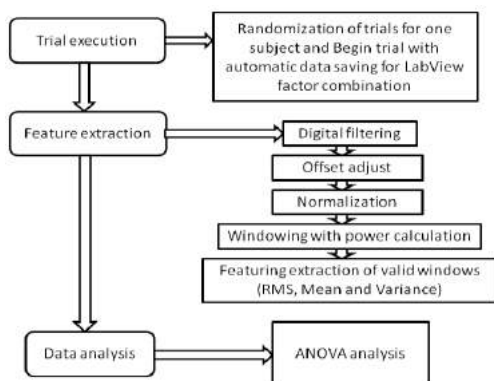 Trial execution
Randomization of trials for one
subject and Begin trial with
automatic data saving for LabView
factor combination
Feature extraction
Digital filtering
Offset adjust
Normalization
Windowing with power calculation
Featuring extraction of valid windows
(RMS, Mean and Variance)
Data analysis
ANOVA analysis